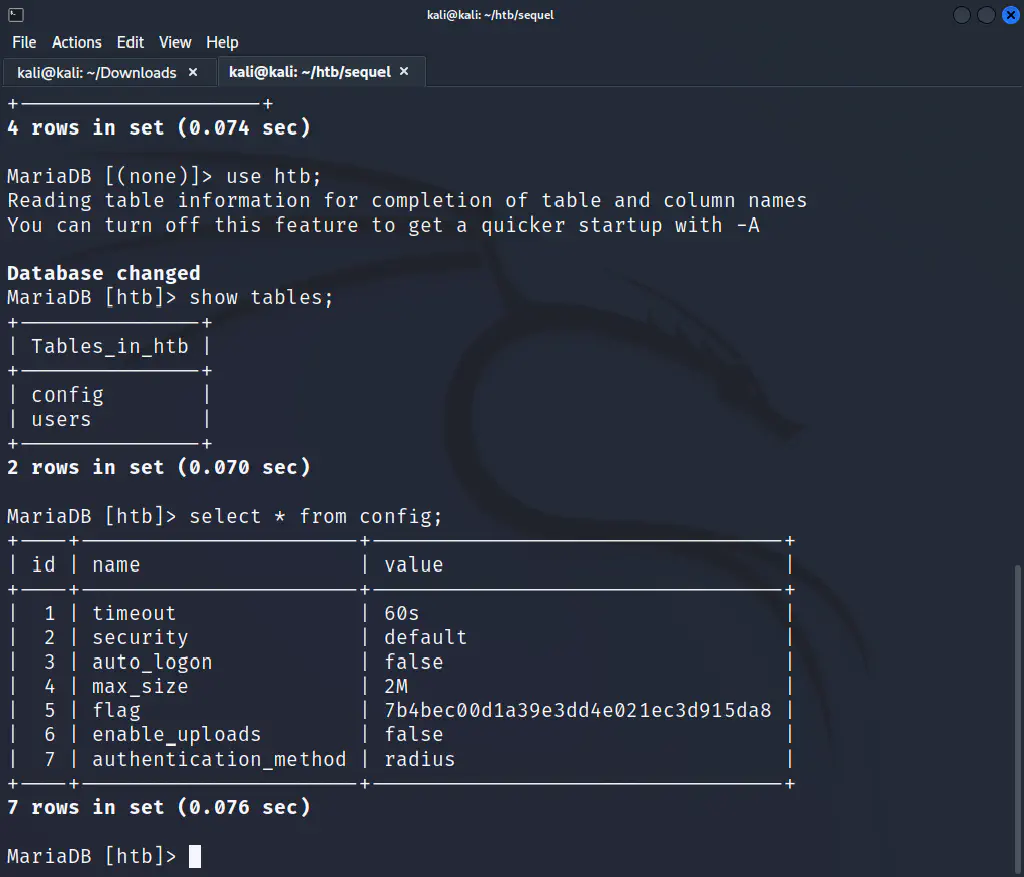 kali@kali: ~/htb/sequel
File Actions Edit View Help
kali@kali: ~/Downloads × kali@kali: ~/htb/sequel ×
+--------------------+
4 rows in set (0.074 sec)
MariaDB [(none)]> use htb;
Reading table information for completion of table and column names
You can turn off this feature to get a quicker startup with -A
Database changed
MariaDB [htb]> show tables;
+---------------+
| Tables_in_htb |
+---------------+
| config        |
| users         |
+---------------+
2 rows in set (0.070 sec)
MariaDB [htb]> select * from config;
+----+-----------------------+----------------------------------+
| id | name                  | value                            |
+----+-----------------------+----------------------------------+
|  1 | timeout               | 60s                              |
|  2 | security              | default                          |
|  3 | auto_logon            | false                            |
|  4 | max_size              | 2M                               |
|  5 | flag                  | 7b4bec00d1a39e3dd4e021ec3d915da8 |
|  6 | enable_uploads        | false                            |
|  7 | authentication_method | radius                           |
+----+-----------------------+----------------------------------+
7 rows in set (0.076 sec)
MariaDB [htb]>